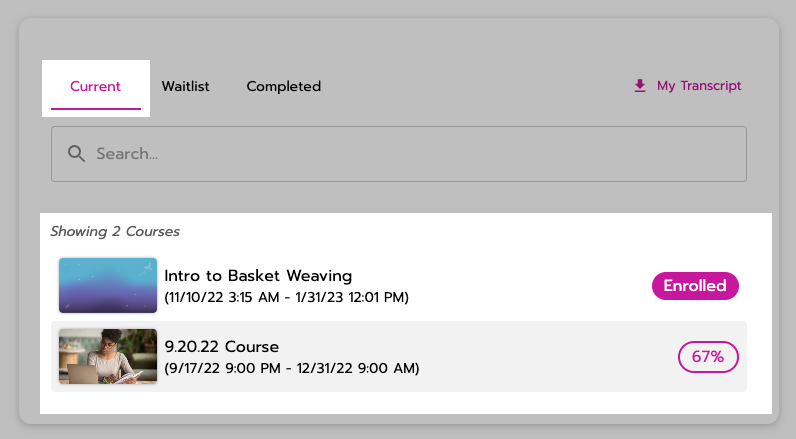 Current Waitlist Completed My Transcript
Search...
Showing 2 Courses
Intro to Basket Weaving
(11/10/22 3:15 AM - 1/31/23 12:01 PM)
Enrolled
9.20.22 Course
(9/17/22 9:00 PM - 12/31/22 9:00 AM)
67%